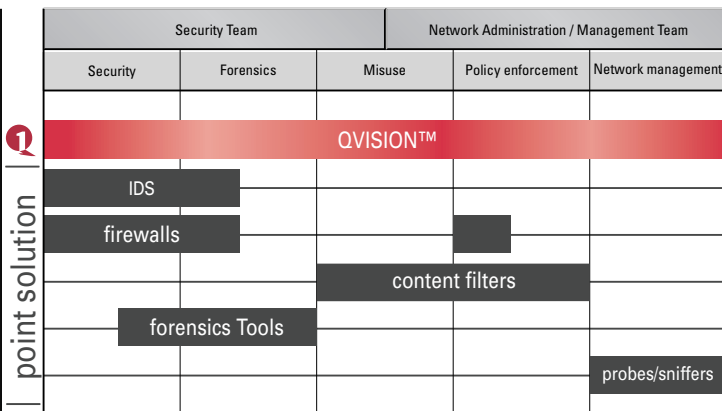 Security Team
Network Administration / Management Team
Security
Forensics
Misuse
Policy enforcement
Network management
1
QVISION™
point solution
IDS
firewalls
content filters
forensics Tools
probes/sniffers